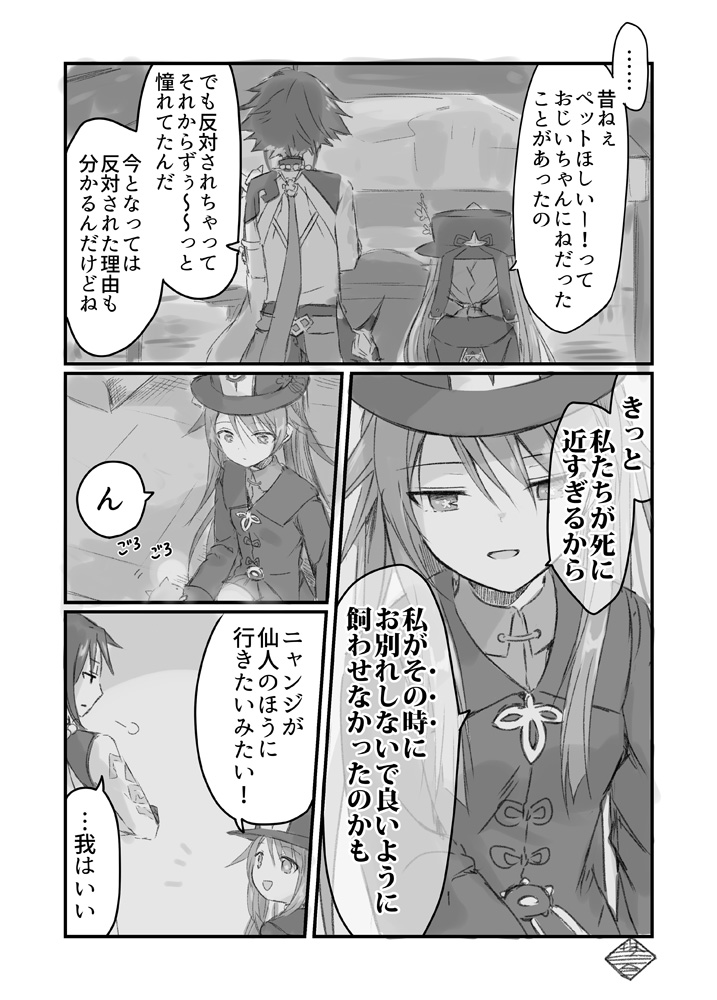 ……
昔ねぇ
ペットほしいー！って
おじいちゃんにねだった
ことがあったの
でも反対されちゃって
それからずぅ〜〜っと
憧れてたんだ
今となっては
反対された理由も
分かるんだけどね
きっと
私たちが死に
近すぎるから
私がその時に
お別れしないで良いように
飼わせなかったのかも
ん
ごろ
ごろ
ニャンジが
仙人のほうに
行きたいみたい！
…我はいい